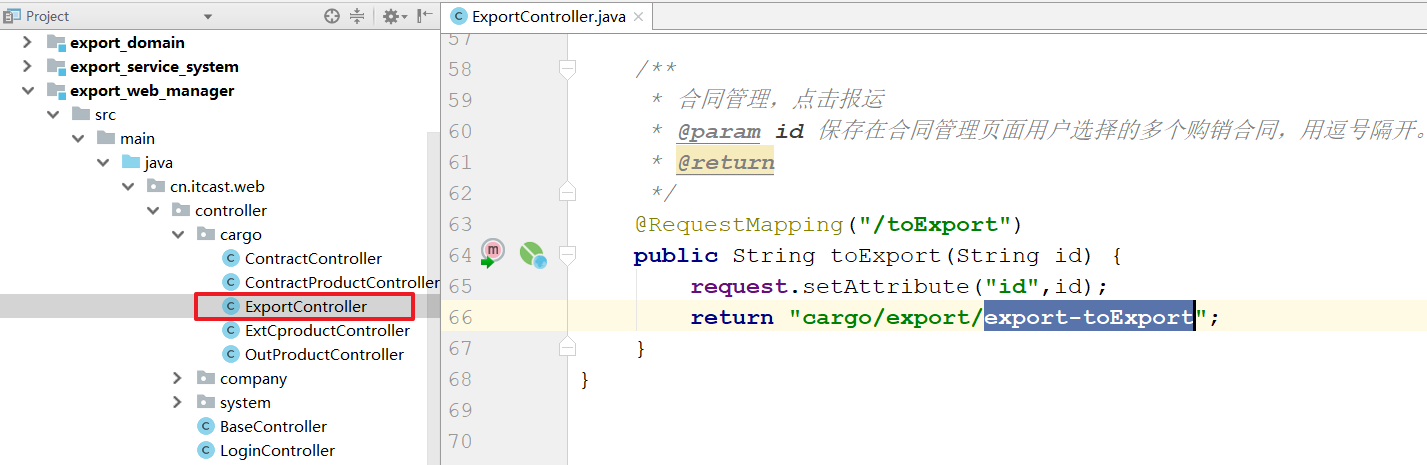 Project
export_domain
export_service_system
export_web_manager
src
main
java
cn.itcast.web
controller
cargo
ContractController
ContractProductController
ExportController
ExtCproductController
OutProductController
company
system
BaseController
LoginController
ExportController.java
57
58 /**
59 * 合同管理，点击报运
60 * @param id 保存在合同管理页面用户选择的多个购销合同，用逗号隔开。
61 * @return
62 */
63 @RequestMapping("/toExport")
64 public String toExport(String id) {
65 request.setAttribute("id",id);
66 return "cargo/export/export-toExport";
67 }
68 }
69
70